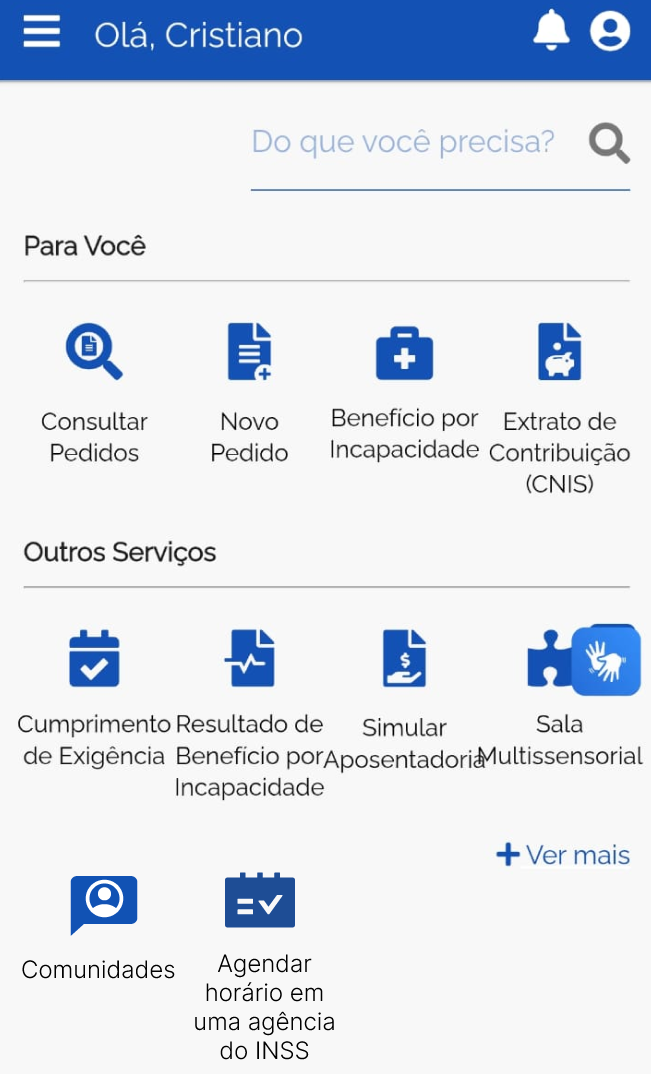 Olá, Cristiano
Do que você precisa?
Para Você
Consultar
Pedidos
Novo
Pedido
Benefício por
Incapacidade
Extrato de
Contribuição
(CNIS)
Outros Serviços
Cumprimento
de Exigência
Resultado de
Benefício por
Incapacidade
Simular
Aposentadoria
Sala
Multissensorial
Ver mais
Comunidades
Agendar
horário em
uma agência
do INSS